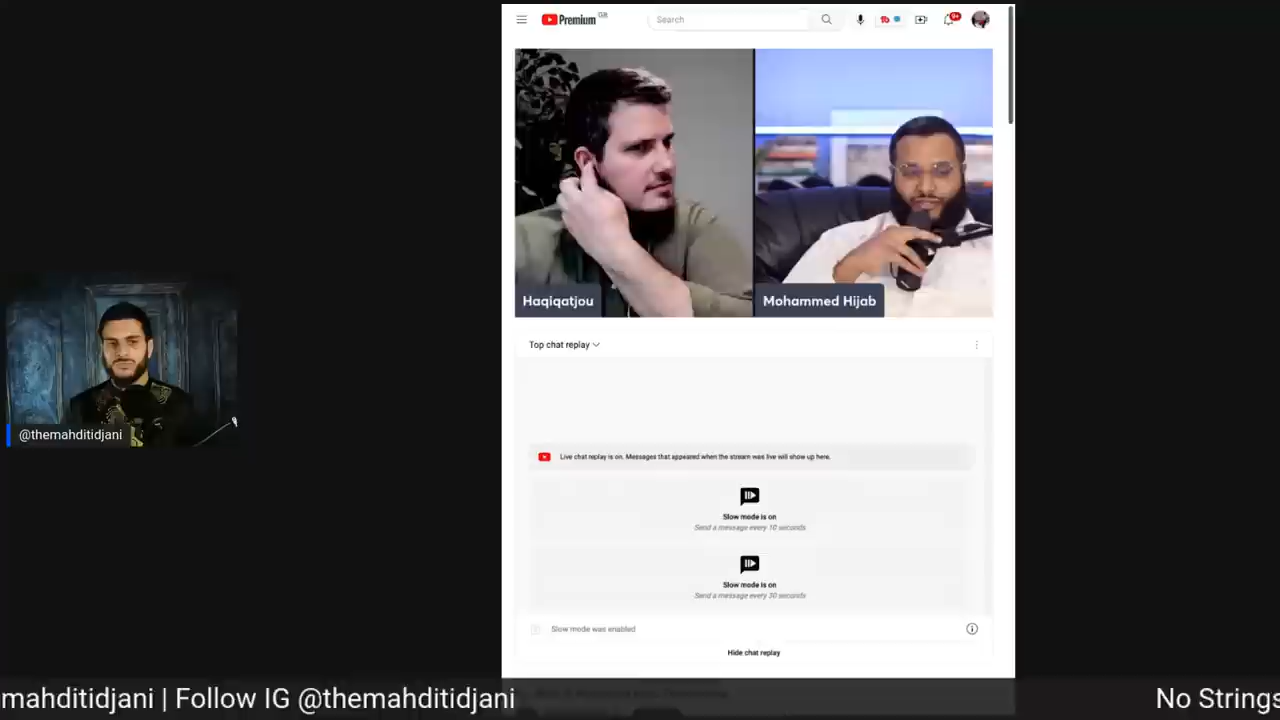 Premium GR
Search
9+
Haqiqatjou
Mohammed Hijab
Top chat replay
Live chat replay is on. Messages that appeared when the stream was live will show up here.
Slow mode is on
Send a message every 10 seconds
Slow mode is on
Send a message every 30 seconds
Slow mode was enabled
Hide chat replay
@themahditidjani
mahditidjani | Follow IG @themahditidjani
No Strings